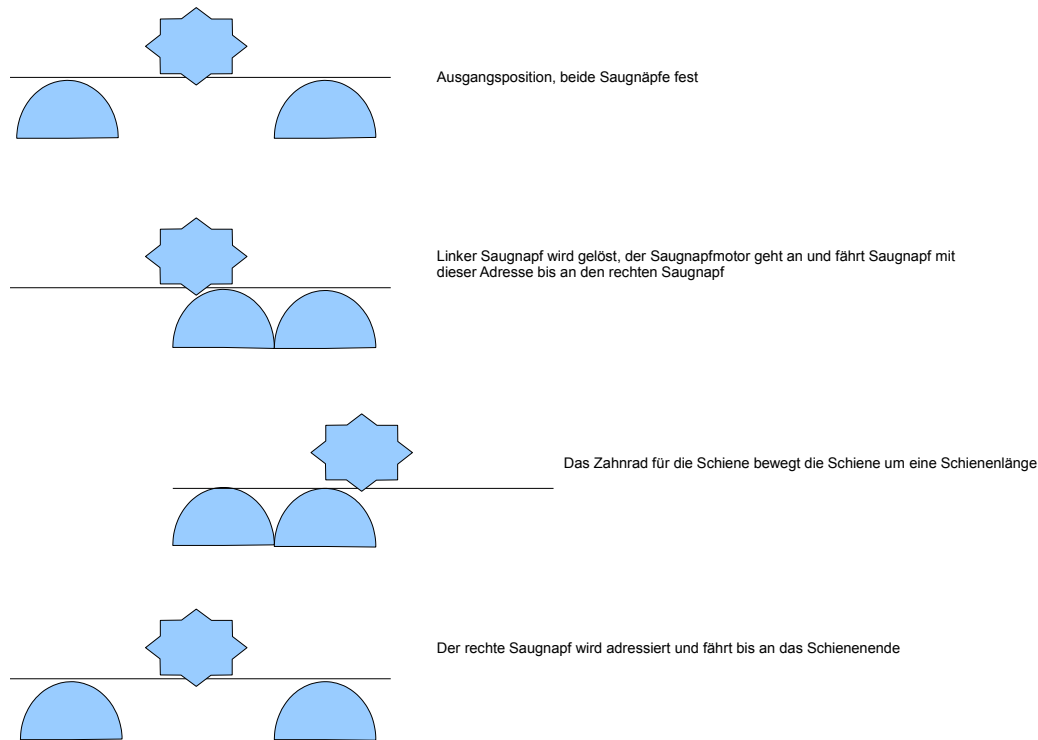 Ausgangsposition, beide Saugnäpfe fest
Linker Saugnapf wird gelöst, der Saugnapfmotor geht an und fährt Saugnapf mit
dieser Adresse bis an den rechten Saugnapf
Das Zahnrad für die Schiene bewegt die Schiene um eine Schienenlänge
Der rechte Saugnapf wird adressiert und fährt bis an das Schienenende